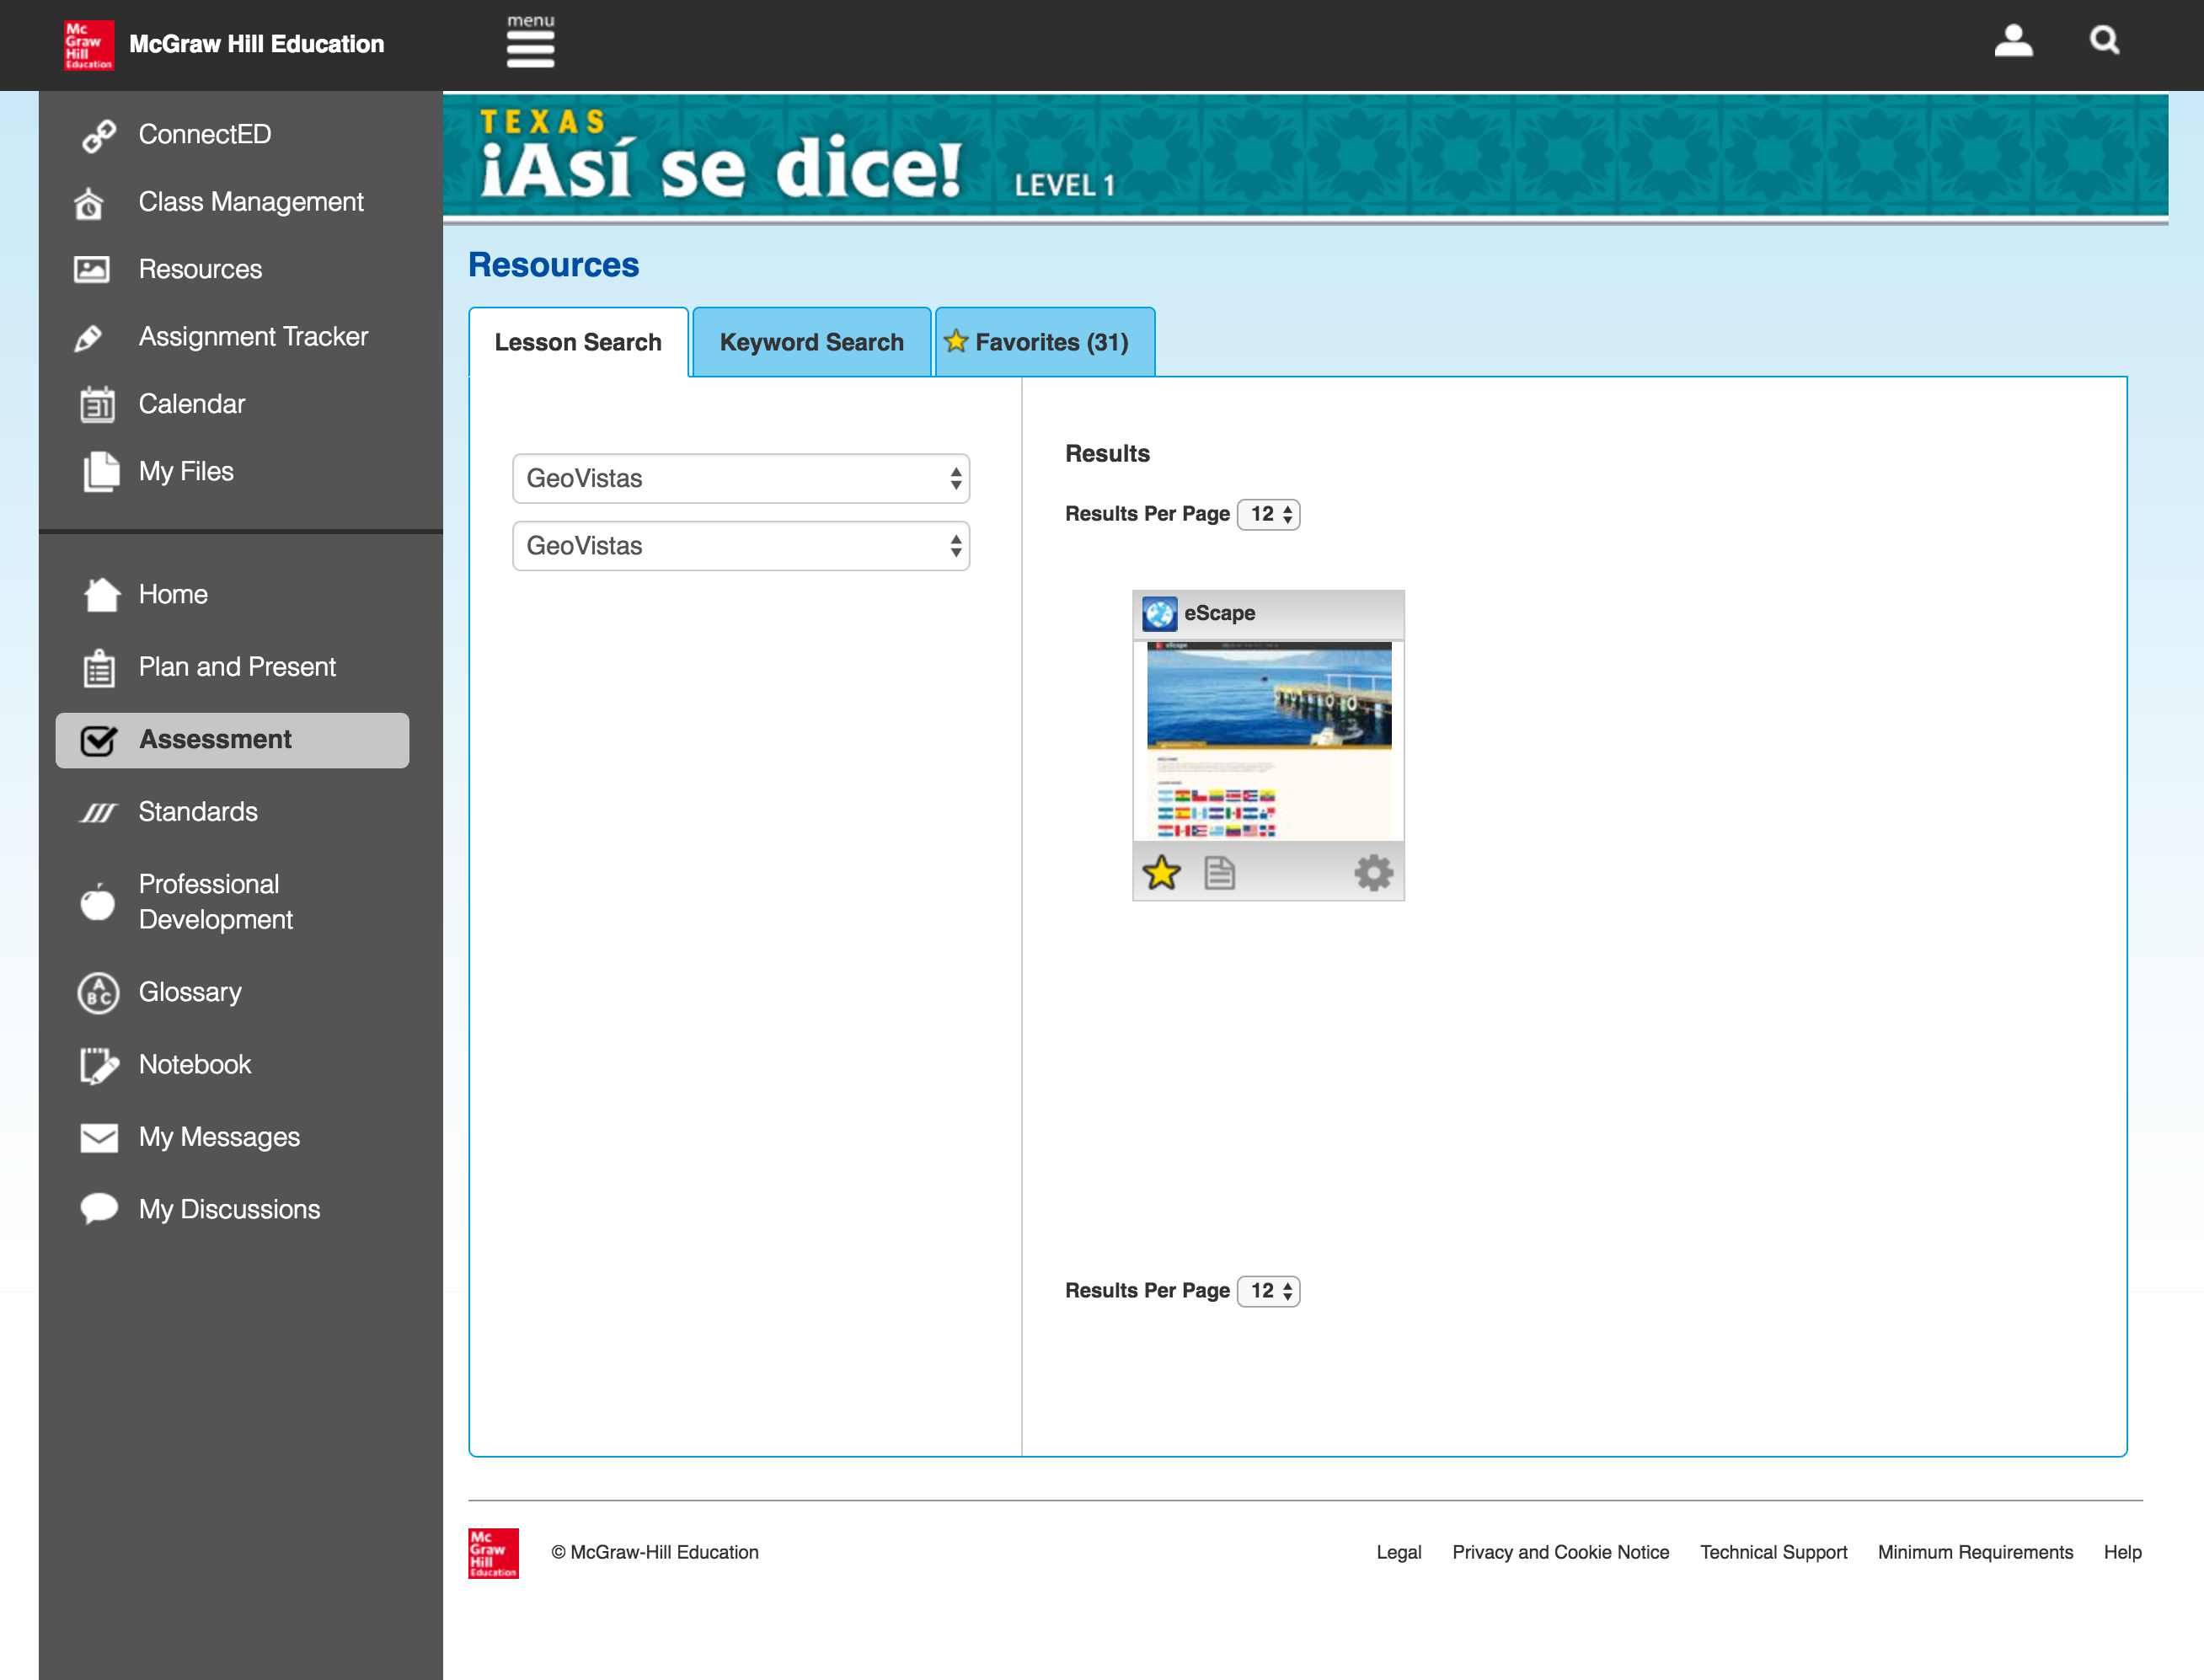 Mc
Graw
Hill
Education
McGraw Hill Education
menu
ConnectED
Class Management
Resources
Assignment Tracker
31
Calendar
My Files
Home
Plan and Present
Assessment
Standards
Professional
Development
A
B C
Glossary
Notebook
My Messages
My Discussions
TEXAS
¡Así se dice! LEVEL 1
Resources
Lesson Search
Keyword Search
Favorites (31)
GeoVistas
GeoVistas
Results
Results Per Page 12
eScape
Results Per Page 12
Mc
Graw
Hill
Education
© McGraw-Hill Education
Legal Privacy and Cookie Notice Technical Support Minimum Requirements Help